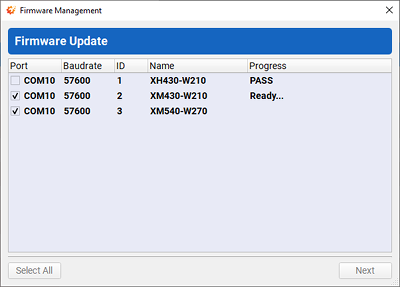 Firmware Management
Firmware Update
Port Baudrate ID Name Progress
COM10 57600 1 XH430-W210 PASS
COM10 57600 2 XM430-W210 Ready...
COM10 57600 3 XM540-W270
Select All Next